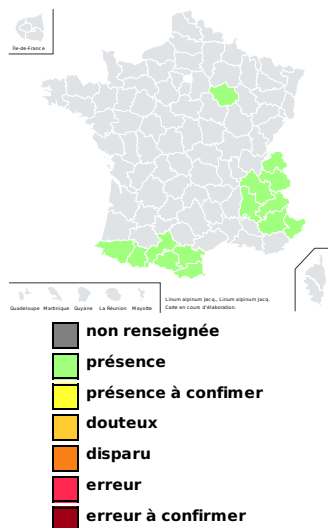 Île-de-France
Guadeloupe Martinique Guyane La Réunion Mayotte
Linum alpinum Jacq., Linum alpinum Jacq.
Carte en cours d'élaboration.
non renseignée
présence
présence à confimer
douteux
disparu
erreur
erreur à confirmer